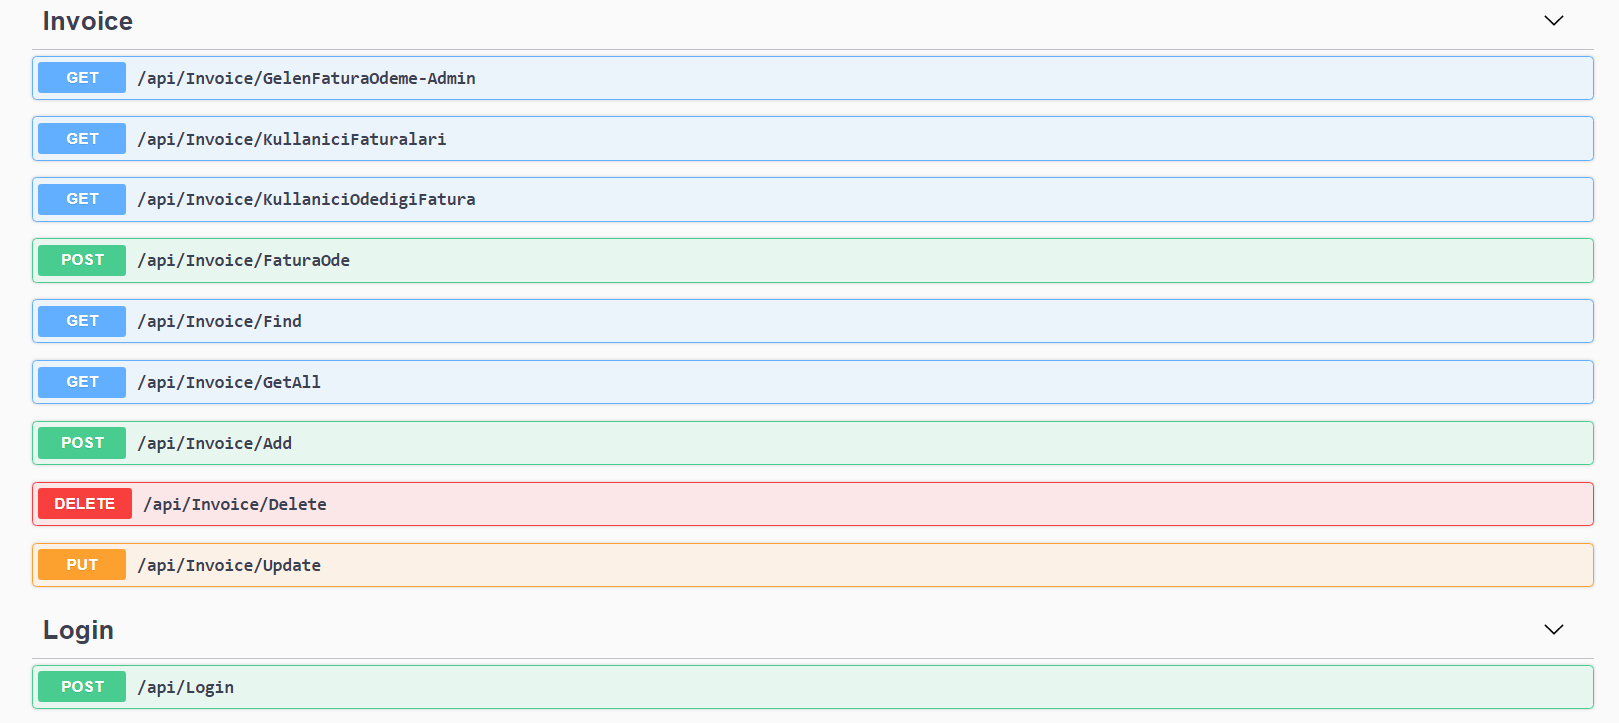 Invoice
GET /api/Invoice/GelenFaturaOdeme-Admin
GET /api/Invoice/KullaniciFaturalari
GET /api/Invoice/KullaniciOdedigiFatura
POST /api/Invoice/FaturaOde
GET /api/Invoice/Find
GET /api/Invoice/GetAll
POST /api/Invoice/Add
DELETE /api/Invoice/Delete
PUT /api/Invoice/Update
Login
POST /api/Login